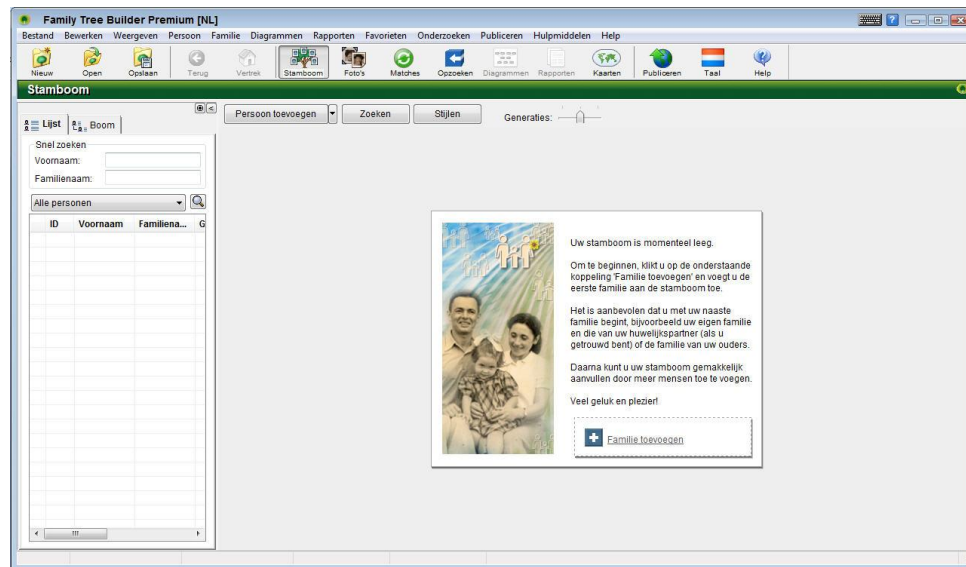 Family Tree Builder Premium [NL]
Bestand Bewerken Weergeven Persoon Familie Diagrammen Rapporten Favorieten Onderzoeken Publiceren Hulpmiddelen Help
Nieuw Open Opslaan Terug Vertrek Stamboom Foto's Matches Opzoeken Diagrammen Rapporten Kaarten Publiceren Taal Help
Stamboom
Lijst Boom
Persoon toevoegen Zoeken Stijlen Generaties:
Snel zoeken
Voornaam:
Familienaam:
Alle personen
ID Voornaam Familiena... G
Uw stamboom is momenteel leeg.
Om te beginnen, klikt u op de onderstaande
koppeling 'Familie toevoegen' en voegt u de
eerste familie aan de stamboom toe.
Het is aanbevolen dat u met uw naaste
familie begint, bijvoorbeeld uw eigen familie
en die van uw huwelijkspartner (als u
getrouwd bent) of de familie van uw ouders.
Daarna kunt u uw stamboom gemakkelijk
aanvullen door meer mensen toe te voegen.
Veel geluk en plezier!
Familie toevoegen